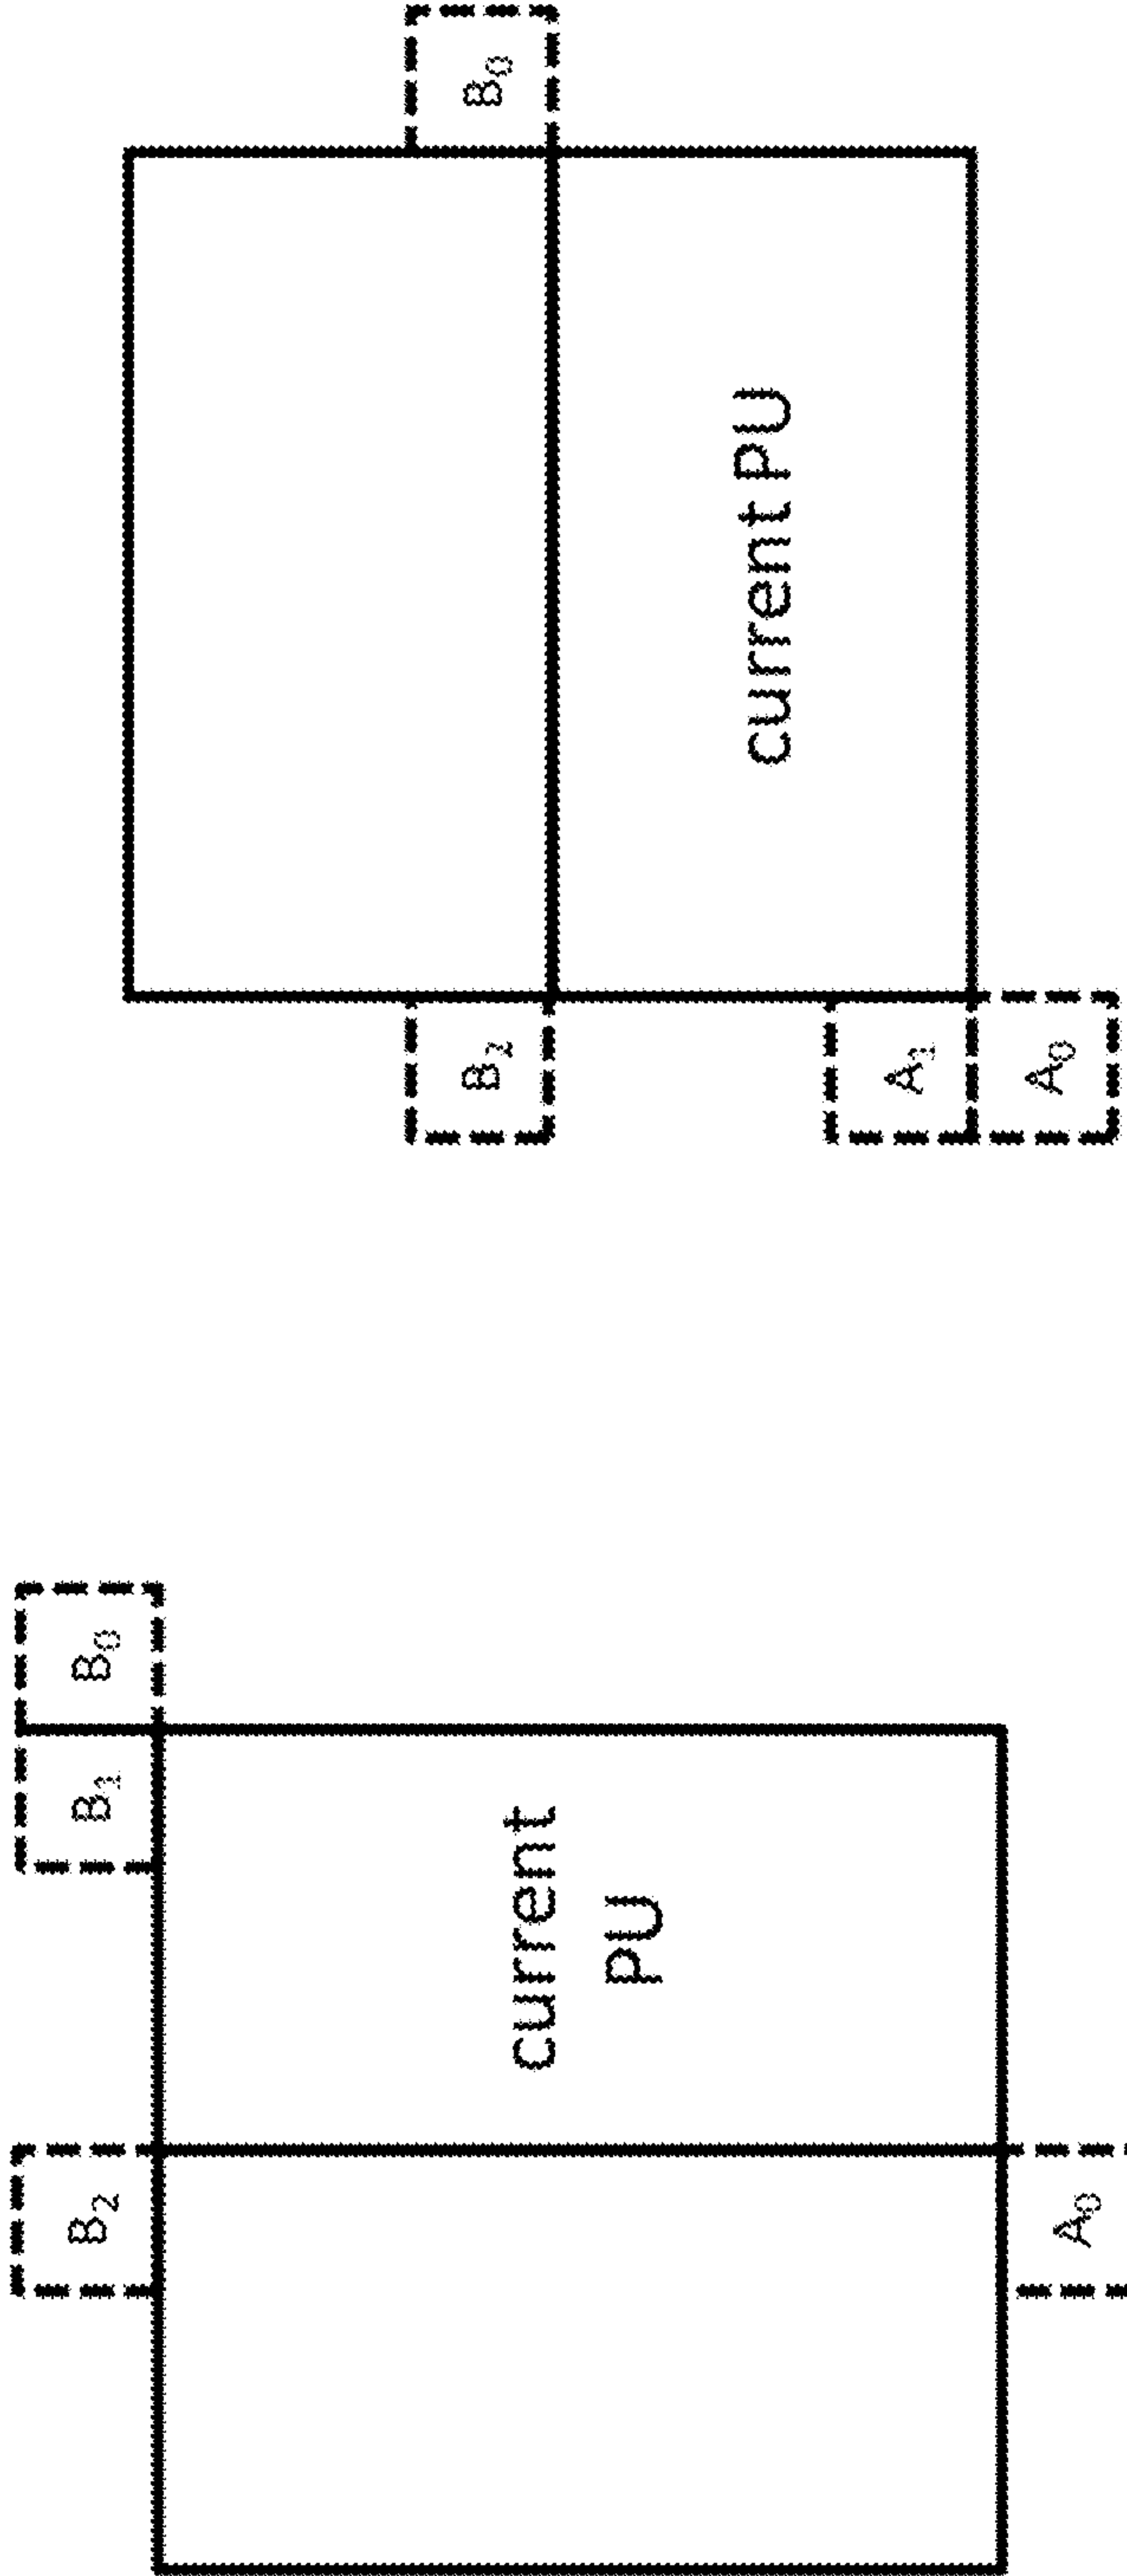 B₂
B₁
B₀
current
PU
A₀
B₂
B₀
current PU
A₁
A₀